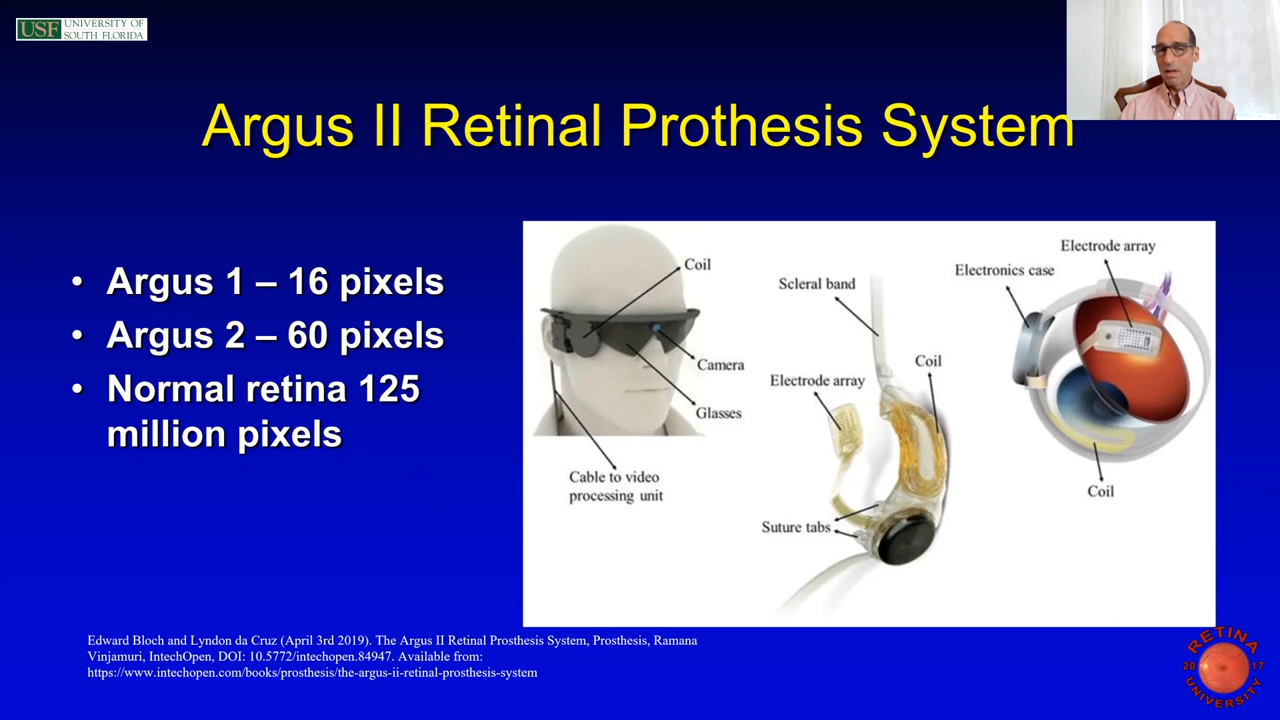 USF UNIVERSITY OF
SOUTH FLORIDA
Argus II Retinal Prothesis System
• Argus 1 – 16 pixels
• Argus 2 – 60 pixels
• Normal retina 125
million pixels
Coil
Camera
Glasses
Cable to video
processing unit
Scleral band
Electrode array
Coil
Suture tabs
Electrode array
Electronics case
Coil
Edward Bloch and Lyndon da Cruz (April 3rd 2019). The Argus II Retinal Prosthesis System, Prosthesis, Ramana
Vinjamuri, IntechOpen, DOI: 10.5772/intechopen.84947. Available from:
https://www.intechopen.com/books/prosthesis/the-argus-ii-retinal-prosthesis-system
RETINA
20 17
UNIVERSITY